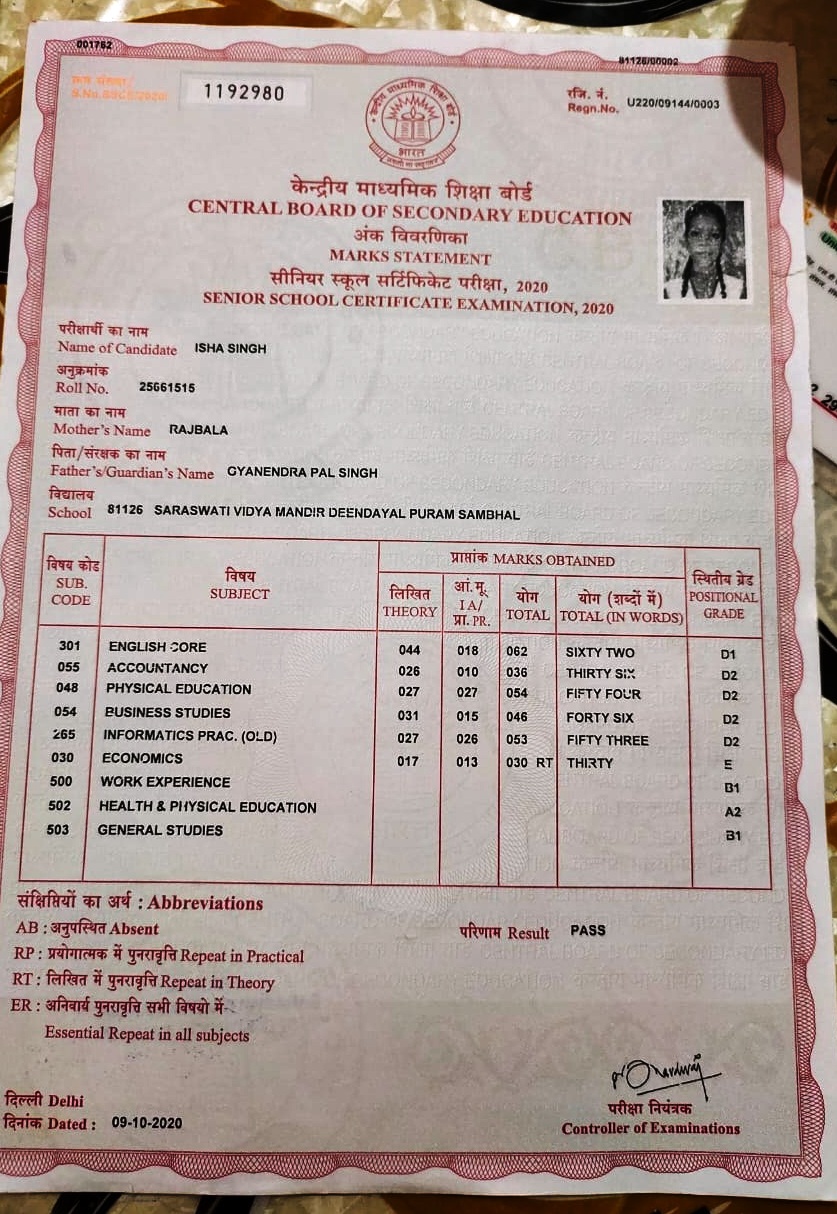 001762
81126/00002
क्रम संख्या/
S.No.BSCE/2020/
1192980
रजि. नं.
Regn.No. U220/09144/0003
केन्द्रीय माध्यमिक शिक्षा बोर्ड
भारत
केन्द्रीय माध्यमिक शिक्षा बोर्ड
CENTRAL BOARD OF SECONDARY EDUCATION
अंक विवरणिका
MARKS STATEMENT
सीनियर स्कूल सर्टिफिकेट परीक्षा, 2020
SENIOR SCHOOL CERTIFICATE EXAMINATION, 2020
परीक्षार्थी का नाम
Name of Candidate ISHA SINGH
अनुक्रमांक
Roll No. 25661515
माता का नाम
Mother's Name RAJBALA
पिता/संरक्षक का नाम
Father's/Guardian's Name GYANENDRA PAL SINGH
विद्यालय
School 81126 SARASWATI VIDYA MANDIR DEENDAYAL PURAM SAMBHAL
विषय कोड
SUB.
CODE
विषय
SUBJECT
प्राप्तांक MARKS OBTAINED
लिखित
THEORY
आं.मू.
I A/
प्रा. PR.
योग
TOTAL
योग (शब्दों में)
TOTAL (IN WORDS)
स्थितीय ग्रेड
POSITIONAL
GRADE
301 ENGLISH CORE 044 018 062 SIXTY TWO D1
055 ACCOUNTANCY 026 010 036 THIRTY SIX D2
048 PHYSICAL EDUCATION 027 027 054 FIFTY FOUR D2
054 BUSINESS STUDIES 031 015 046 FORTY SIX D2
265 INFORMATICS PRAC. (OLD) 027 026 053 FIFTY THREE D2
030 ECONOMICS 017 013 030 RT THIRTY E
500 WORK EXPERIENCE B1
502 HEALTH & PHYSICAL EDUCATION A2
503 GENERAL STUDIES B1
संक्षिप्तियों का अर्थ : Abbreviations
AB : अनुपस्थित Absent
परिणाम Result PASS
RP : प्रयोगात्मक में पुनरावृत्ति Repeat in Practical
RT : लिखित में पुनरावृत्ति Repeat in Theory
ER : अनिवार्य पुनरावृत्ति सभी विषयो में-
Essential Repeat in all subjects
दिल्ली Delhi
दिनांक Dated : 09-10-2020
परीक्षा नियंत्रक
Controller of Examinations